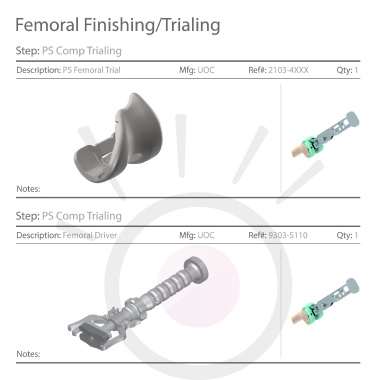 Femoral Finishing/Trialing
Step: PS Comp Trialing
Description: PS Femoral Trial Mfg: UOC Ref#: 2103-4XXX Qty: 1
Notes:
Step: PS Comp Trialing
Description: Femoral Driver Mfg: UOC Ref#: 9303-5110 Qty: 1
Notes: